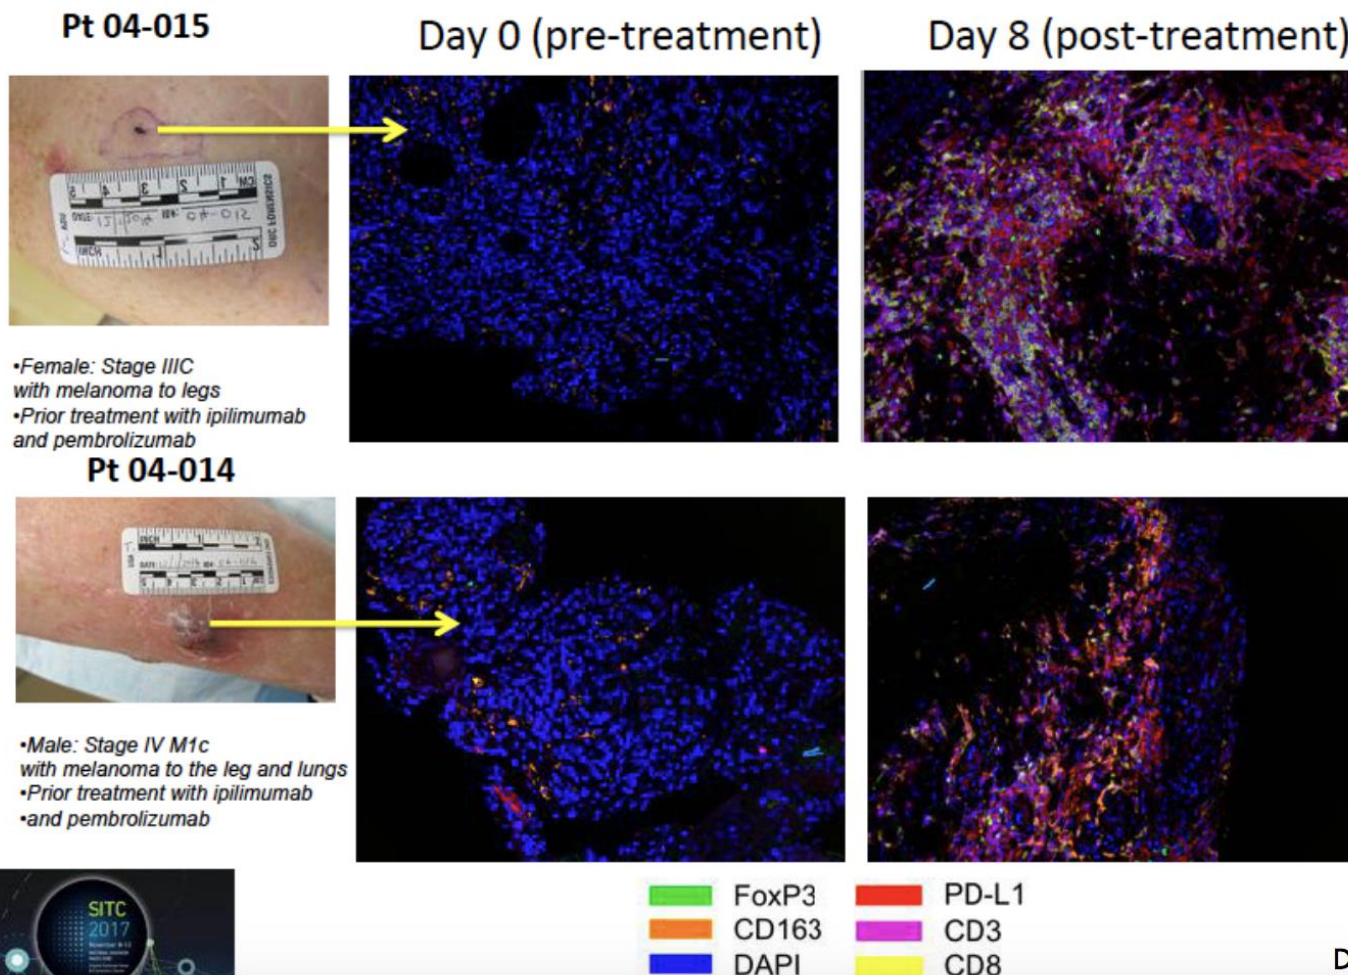 Pt 04-015
Day 0 (pre-treatment)
Day 8 (post-treatment)
•Female: Stage IIIC
with melanoma to legs
•Prior treatment with ipilimumab
and pembrolizumab
Pt 04-014
•Male: Stage IV M1c
with melanoma to the leg and lungs
•Prior treatment with ipilimumab
•and pembrolizumab
SITC
2017
FoxP3
PD-L1
CD163
CD3
DAPI
CD8
D